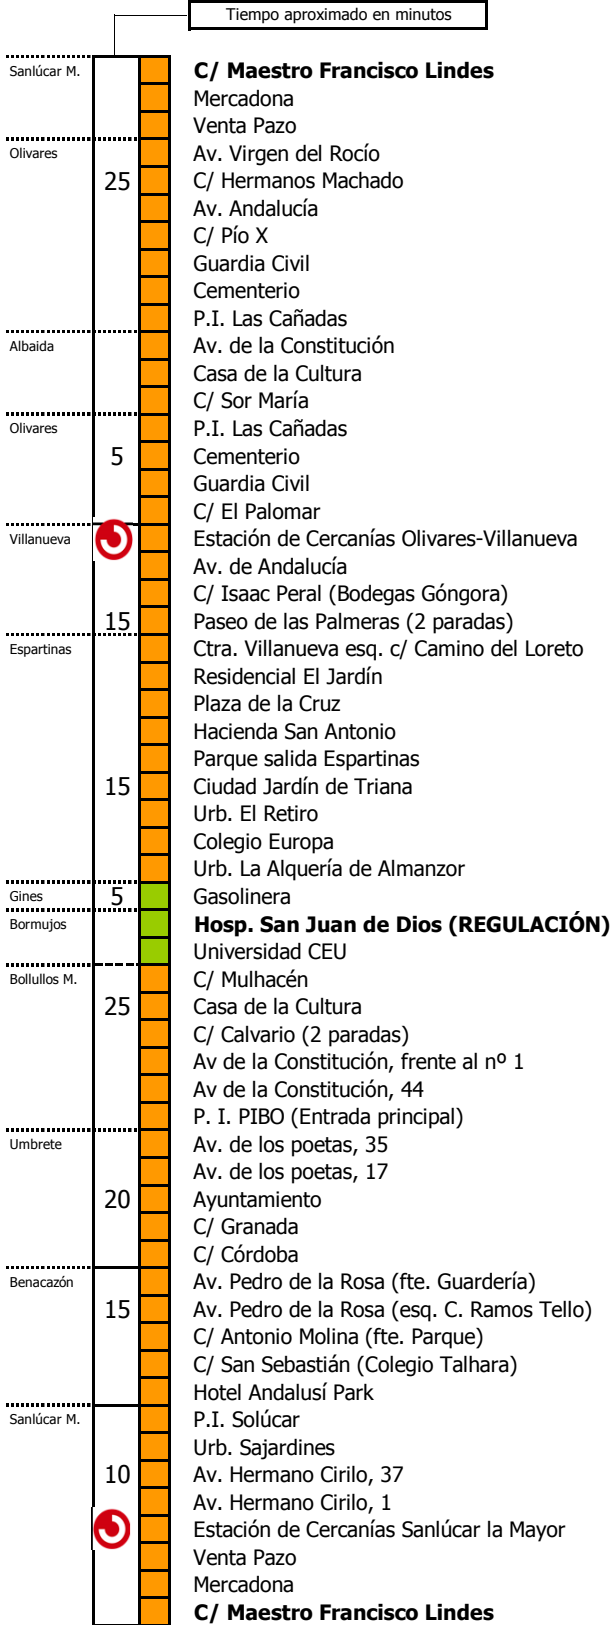 Tiempo aproximado en minutos
Sanlúcar M. C/ Maestro Francisco Lindes
Mercadona
Venta Pazo
Olivares Av. Virgen del Rocío
25 C/ Hermanos Machado
Av. Andalucía
C/ Pío X
Guardia Civil
Cementerio
P.I. Las Cañadas
Albaida Av. de la Constitución
Casa de la Cultura
C/ Sor María
Olivares P.I. Las Cañadas
5 Cementerio
Guardia Civil
C/ El Palomar
Villanueva Estación de Cercanías Olivares-Villanueva
Av. de Andalucía
C/ Isaac Peral (Bodegas Góngora)
15 Paseo de las Palmeras (2 paradas)
Espartinas Ctra. Villanueva esq. c/ Camino del Loreto
Residencial El Jardín
Plaza de la Cruz
Hacienda San Antonio
Parque salida Espartinas
15 Ciudad Jardín de Triana
Urb. El Retiro
Colegio Europa
Urb. La Alquería de Almanzor
Gines 5 Gasolinera
Bormujos Hosp. San Juan de Dios (REGULACIÓN)
Universidad CEU
Bollullos M. C/ Mulhacén
25 Casa de la Cultura
C/ Calvario (2 paradas)
Av de la Constitución, frente al nº 1
Av de la Constitución, 44
P. I. PIBO (Entrada principal)
Umbrete Av. de los poetas, 35
Av. de los poetas, 17
20 Ayuntamiento
C/ Granada
C/ Córdoba
Benacazón Av. Pedro de la Rosa (fte. Guardería)
15 Av. Pedro de la Rosa (esq. C. Ramos Tello)
C/ Antonio Molina (fte. Parque)
C/ San Sebastián (Colegio Talhara)
Hotel Andalusí Park
Sanlúcar M. P.I. Solúcar
Urb. Sajardines
10 Av. Hermano Cirilo, 37
Av. Hermano Cirilo, 1
Estación de Cercanías Sanlúcar la Mayor
Venta Pazo
Mercadona
C/ Maestro Francisco Lindes